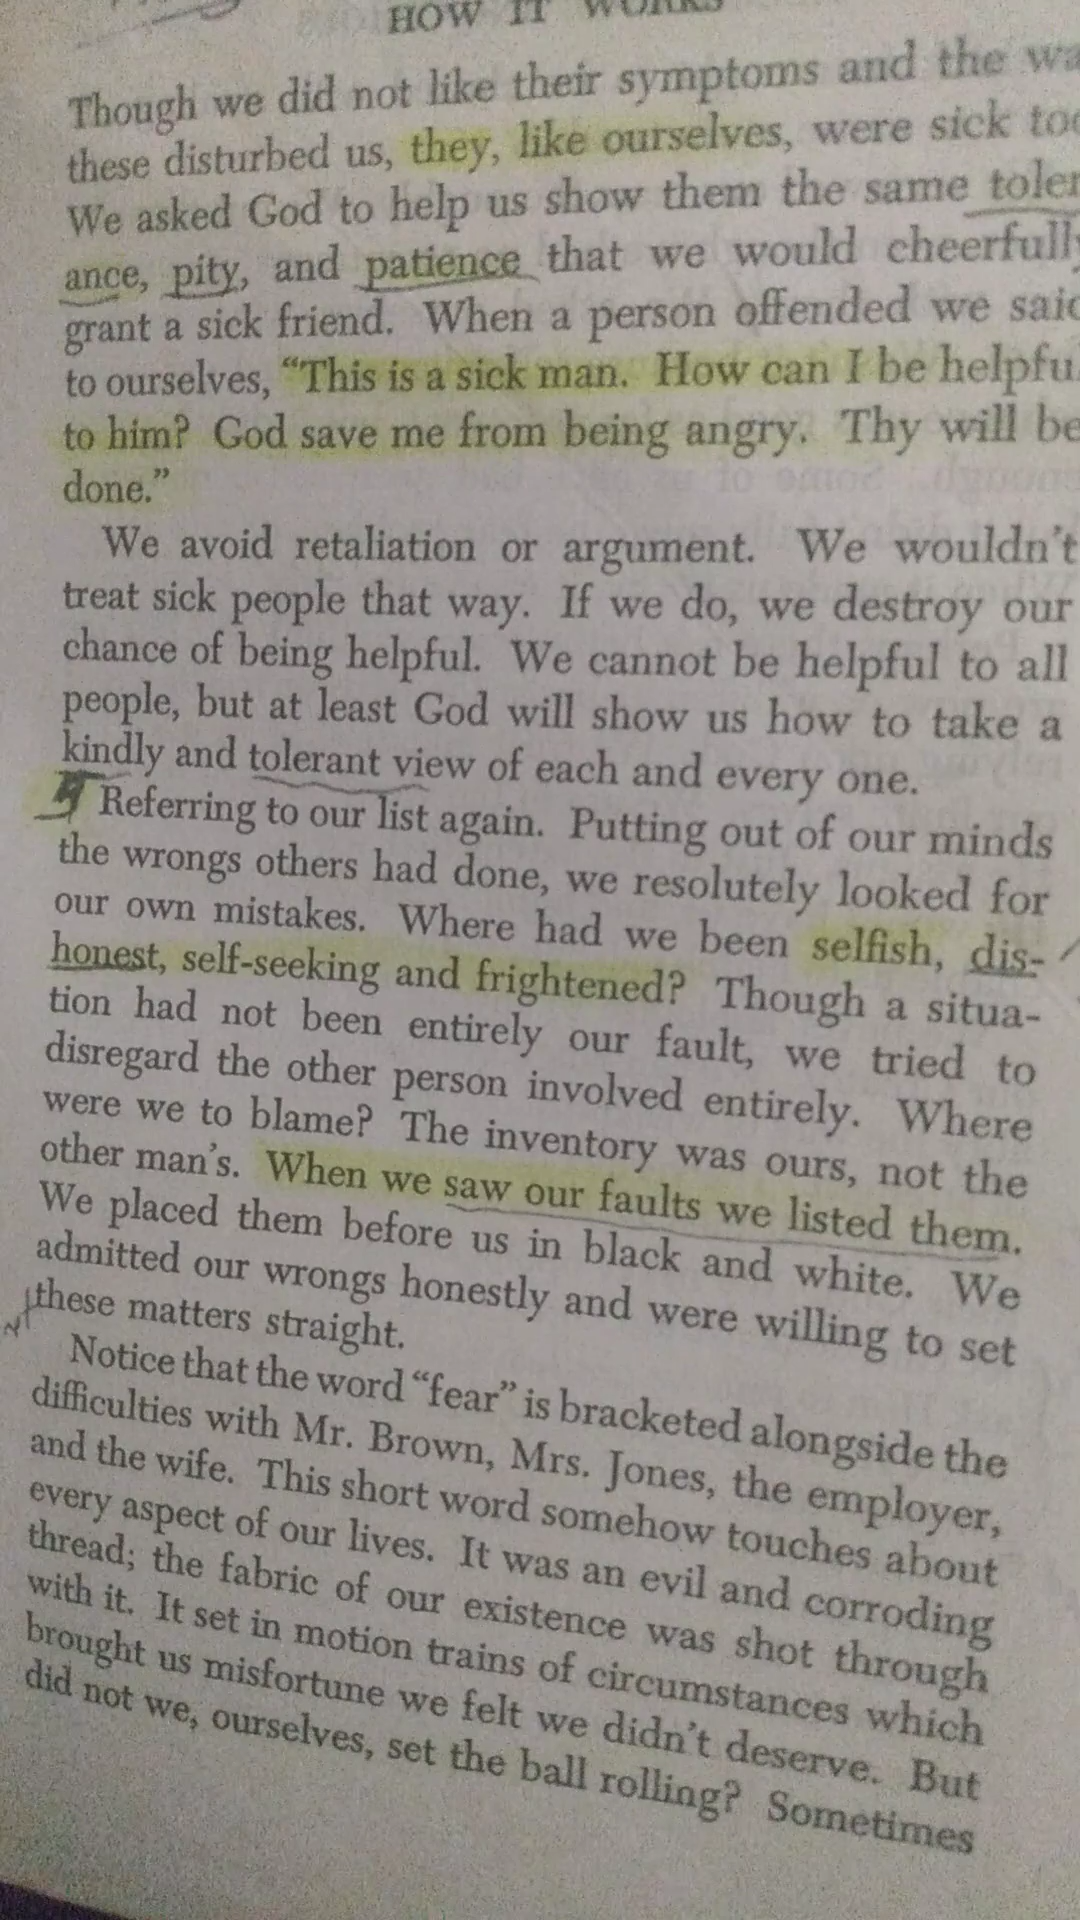 HOW IT WORKS
Though we did not like their symptoms and the wa
these disturbed us, they, like ourselves, were sick too
We asked God to help us show them the same toler
ance, pity, and patience that we would cheerfully
grant a sick friend. When a person offended we said
to ourselves, “This is a sick man. How can I be helpful
to him? God save me from being angry. Thy will be
done.”
We avoid retaliation or argument. We wouldn't
treat sick people that way. If we do, we destroy our
chance of being helpful. We cannot be helpful to all
people, but at least God will show us how to take a
kindly and tolerant view of each and every one.
Referring to our list again. Putting out of our minds
the wrongs others had done, we resolutely looked for
our own mistakes. Where had we been selfish, dis-
honest, self-seeking and frightened? Though a situa-
tion had not been entirely our fault, we tried to
disregard the other person involved entirely. Where
were we to blame? The inventory was ours, not the
other man's. When we saw our faults we listed them.
We placed them before us in black and white. We
admitted our wrongs honestly and were willing to set
these matters straight.
Notice that the word “fear” is bracketed alongside the
difficulties with Mr. Brown, Mrs. Jones, the employer,
and the wife. This short word somehow touches about
every aspect of our lives. It was an evil and corroding
thread; the fabric of our existence was shot through
with it. It set in motion trains of circumstances which
brought us misfortune we felt we didn't deserve. But
did not we, ourselves, set the ball rolling? Sometimes